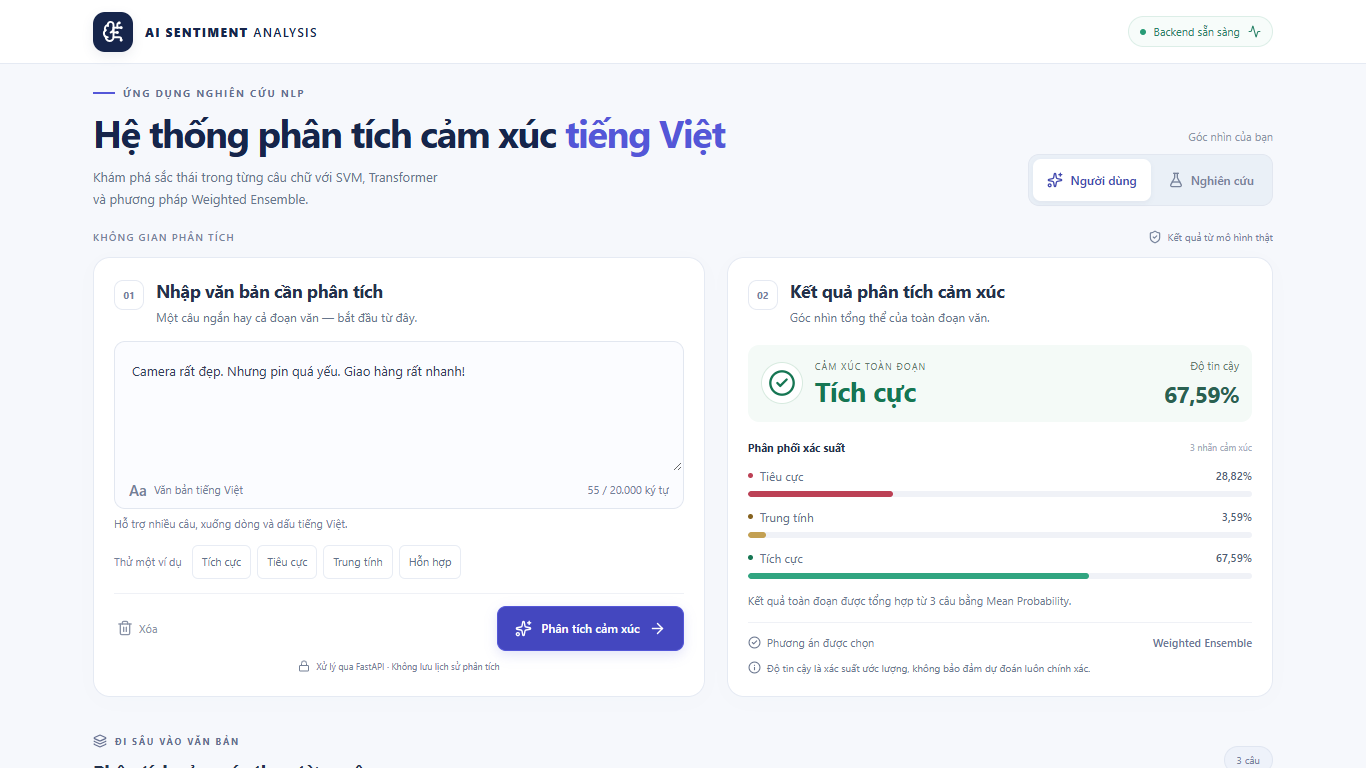 AI SENTIMENT ANALYSIS
Backend sẵn sàng
ỨNG DỤNG NGHIÊN CỨU NLP
Hệ thống phân tích cảm xúc tiếng Việt
Khám phá sắc thái trong từng câu chữ với SVM, Transformer
và phương pháp Weighted Ensemble.
Góc nhìn của bạn
Người dùng
Nghiên cứu
KHÔNG GIAN PHÂN TÍCH
Kết quả từ mô hình thật
01
Nhập văn bản cần phân tích
Một câu ngắn hay cả đoạn văn — bắt đầu từ đây.
Camera rất đẹp. Nhưng pin quá yếu. Giao hàng rất nhanh!
Aa Văn bản tiếng Việt
55 / 20.000 ký tự
Hỗ trợ nhiều câu, xuống dòng và dấu tiếng Việt.
Thử một ví dụ
Tích cực
Tiêu cực
Trung tính
Hỗn hợp
Xóa
Phân tích cảm xúc
Xử lý qua FastAPI · Không lưu lịch sử phân tích
02
Kết quả phân tích cảm xúc
Góc nhìn tổng thể của toàn đoạn văn.
CẢM XÚC TOÀN ĐOẠN
Tích cực
Độ tin cậy
67,59%
Phân phối xác suất
3 nhãn cảm xúc
Tiêu cực
28,82%
Trung tính
3,59%
Tích cực
67,59%
Kết quả toàn đoạn được tổng hợp từ 3 câu bằng Mean Probability.
Phương án được chọn
Weighted Ensemble
Độ tin cậy là xác suất ước lượng, không bảo đảm dự đoán luôn chính xác.
ĐI SÂU VÀO VĂN BẢN
3 câu